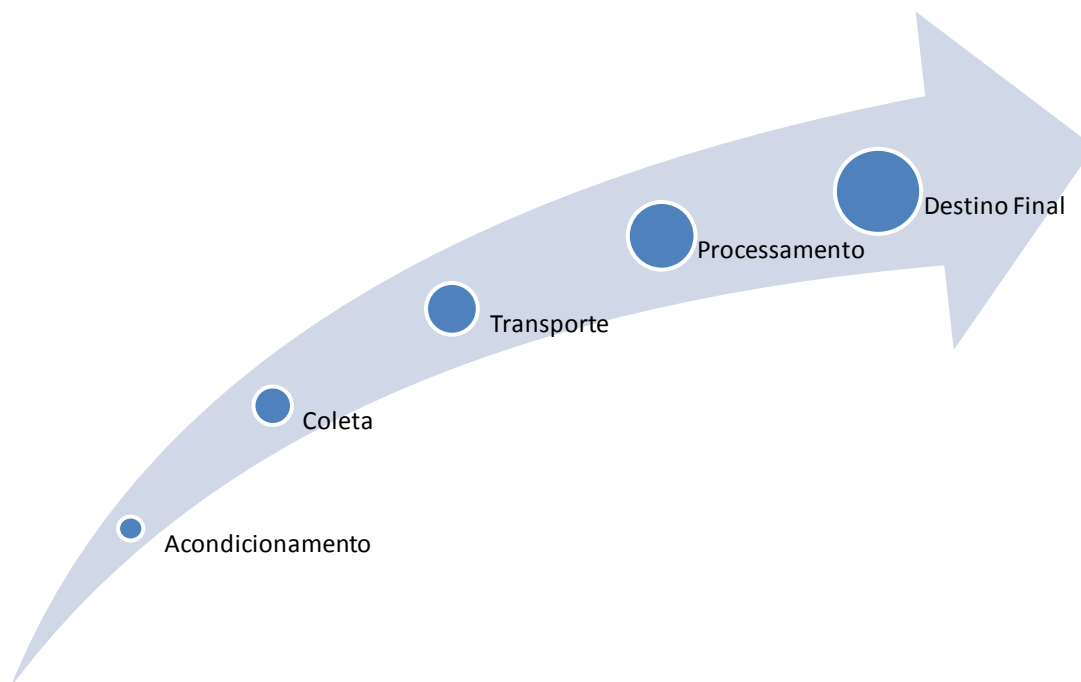 Acondicionamento
Coleta
Transporte
Processamento
Destino Final